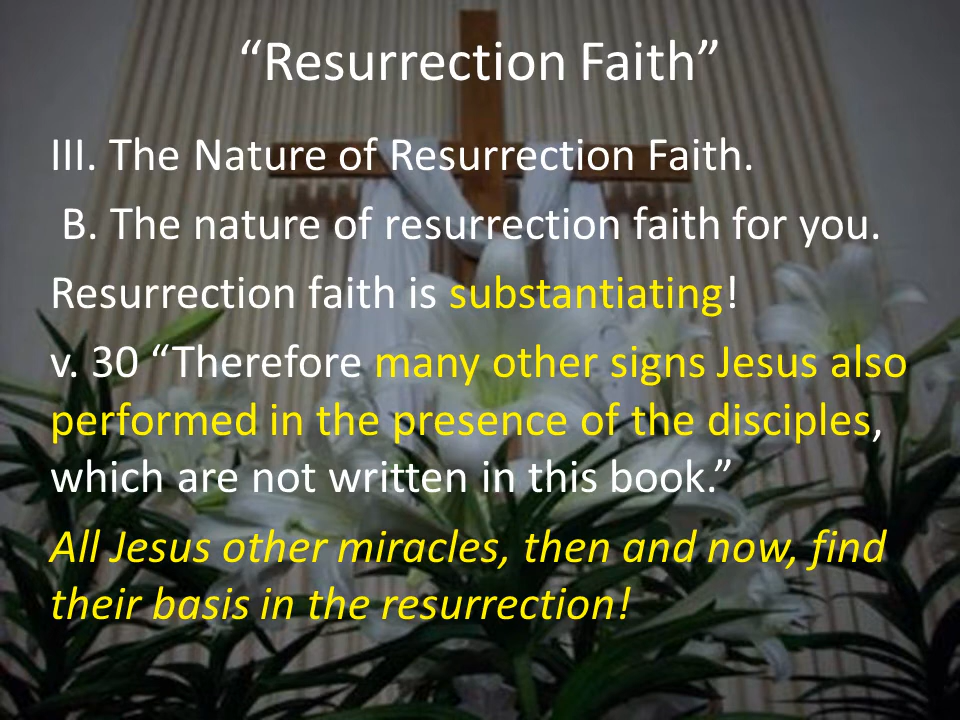 “Resurrection Faith”
III. The Nature of Resurrection Faith.
B. The nature of resurrection faith for you.
Resurrection faith is substantiating!
v. 30 “Therefore many other signs Jesus also
performed in the presence of the disciples,
which are not written in this book.”
All Jesus other miracles, then and now, find
their basis in the resurrection!